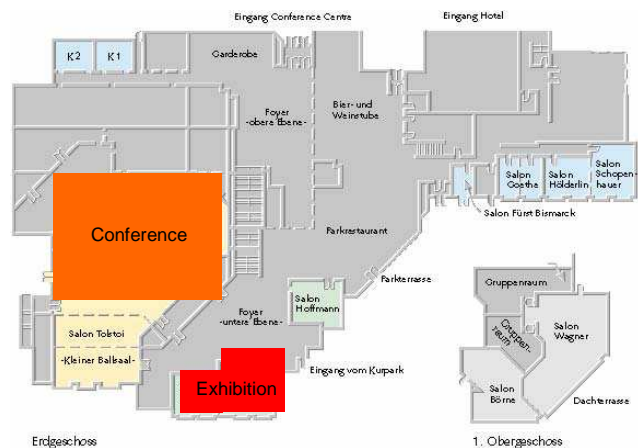 Eingang Conference Centre
Eingang Hotel
K2
K1
Garderobe
Foyer
-obere Ebene-
Bier- und
Weinstube
Salon
Goethe
Salon
Hölderlin
Salon
Schopen-
hauer
Salon Fürst Bismarck
Conference
Parkrestaurant
Parkterrasse
Salon
Hoffmann
Foyer
-untere Ebene-
Salon Tolstoi
-Kleiner Ballsaal-
Eingang vom Kurpark
Exhibition
Gruppenraum
Gruppen-
raum
Salon
Wagner
Salon
Börne
Dachterrasse
Erdgeschoss
1. Obergeschoss